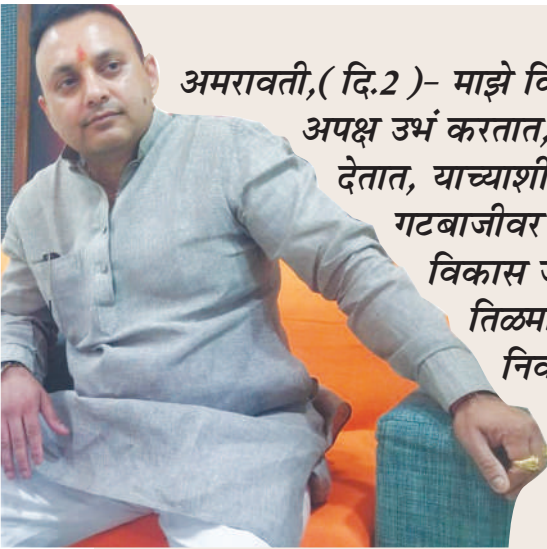 अमरावती,( दि.2 )- माझे वि
अपक्ष उभं करतात,
देतात, याच्याशी
गटबाजीवर
विकास ज
तिळमा
निव